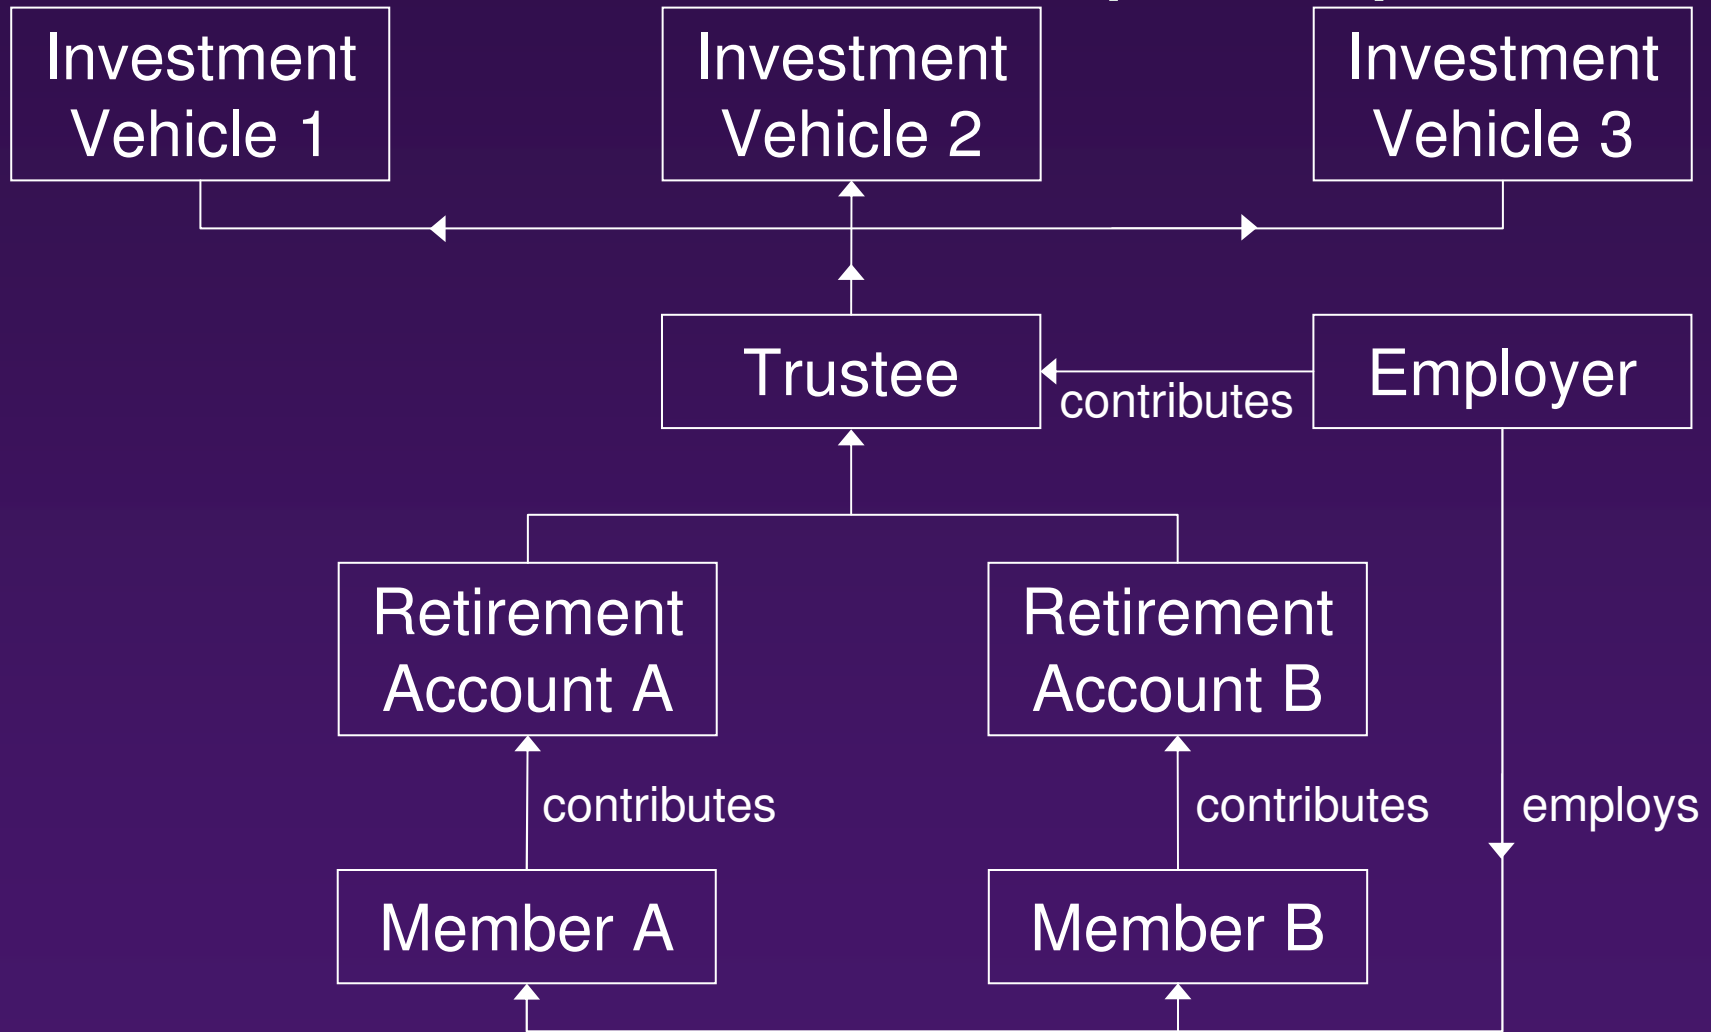 Investment
Vehicle 1
Investment
Vehicle 2
Investment
Vehicle 3
Trustee
contributes
Employer
Retirement
Account A
Retirement
Account B
contributes
contributes
employs
Member A
Member B